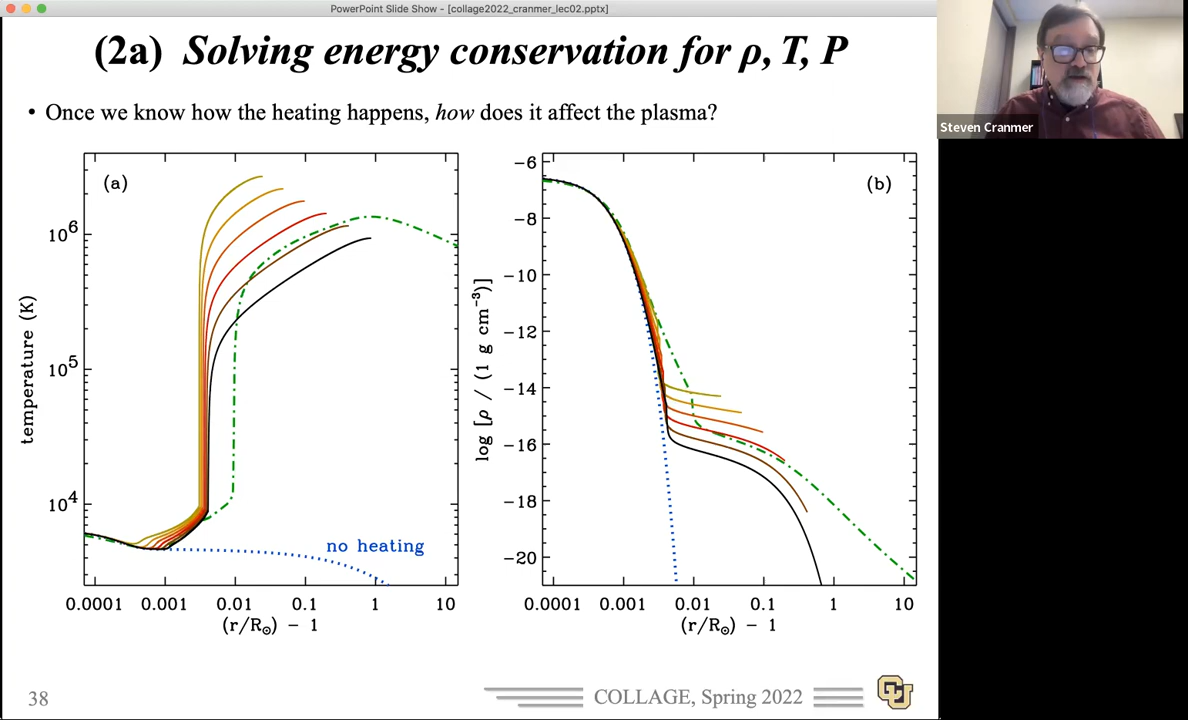 PowerPoint Slide Show - [collage2022_cranmer_lec02.pptx]
(2a) Solving energy conservation for ρ, T, P
• Once we know how the heating happens, how does it affect the plasma?
(a)
temperature (K)
10⁶
10⁵
10⁴
no heating
0.0001 0.001 0.01 0.1 1 10
(r/R☉) − 1
(b)
log [ρ / (1 g cm⁻³)]
−6
−8
−10
−12
−14
−16
−18
−20
0.0001 0.001 0.01 0.1 1 10
(r/R☉) − 1
38
COLLAGE, Spring 2022
CU
Steven Cranmer